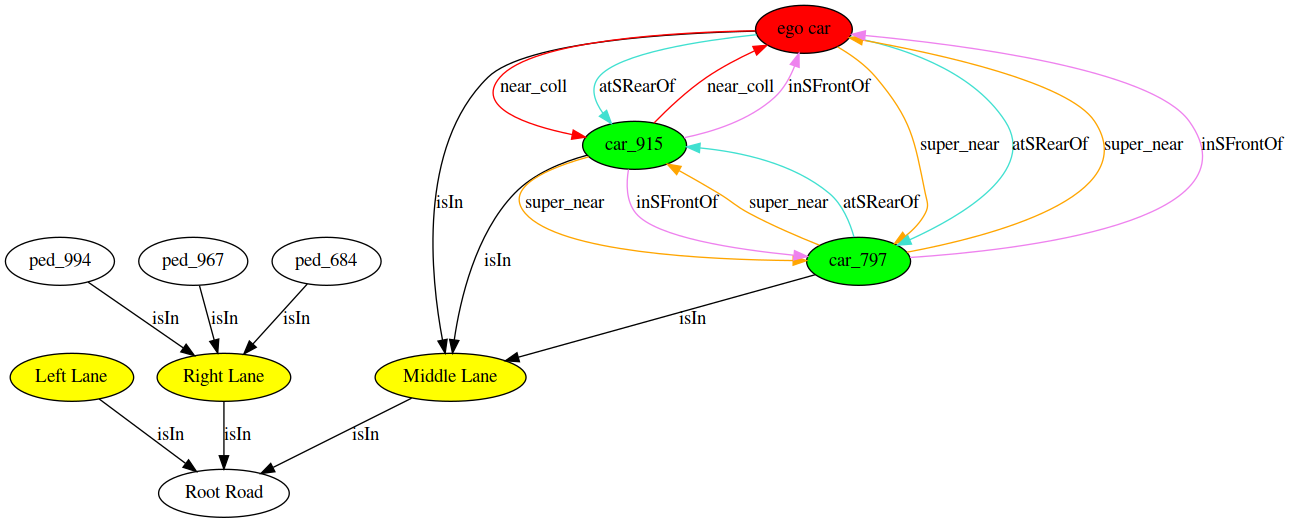 ego car
near_coll
atSRearOf
near_coll
inSFrontOf
car_915
super_near
atSRearOf
super_near
inSFrontOf
isIn
super_near
inSFrontOf
super_near
atSRearOf
ped_994
ped_967
ped_684
isIn
car_797
isIn
isIn
isIn
isIn
Left Lane
Right Lane
Middle Lane
isIn
isIn
isIn
Root Road